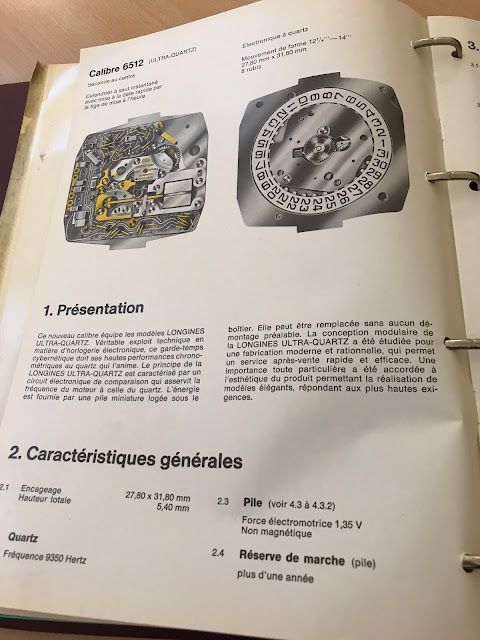 Calibre 6512 (ULTRA-QUARTZ)
Seconde au centre
Calendrier à saut instantané
avec mise à la date rapide par
la tige de mise à l'heure
Electronique à quartz
Mouvement de forme
27,80 mm x 31,80 mm
8 rubis
1. Présentation
Ce nouveau calibre équipe les modèles LONGINES
ULTRA-QUARTZ. Véritable exploit technique en
matière d'horlogerie électronique, ce garde-temps
cybernétique doit ses hautes performances chrono-
métriques au quartz qui l'anime. Le principe de la
LONGINES ULTRA-QUARTZ est caractérisé par un
circuit électronique de comparaison qui asservit la
fréquence du moteur à celle du quartz. L'énergie
est fournie par une pile miniature logée sous le
boîtier. Elle peut être remplacée sans aucun dé-
montage préalable. La conception modulaire de
la LONGINES ULTRA-QUARTZ a été étudiée pour
une fabrication moderne et rationnelle, qui permet
un service après-vente rapide et efficace. Une
importance toute particulière a été accordée à
l'esthétique du produit permettant la réalisation de
modèles élégants, répondant aux plus hautes exi-
gences.
2. Caractéristiques générales
2.1 Encageage 27,80 x 31,80 mm
Hauteur totale 5,40 mm
Quartz
Fréquence 9350 Hertz
2.3 Pile (voir 4.3 à 4.3.2)
Force électromotrice 1,35 V
Non magnétique
2.4 Réserve de marche (pile)
plus d'une année
3.
3.1